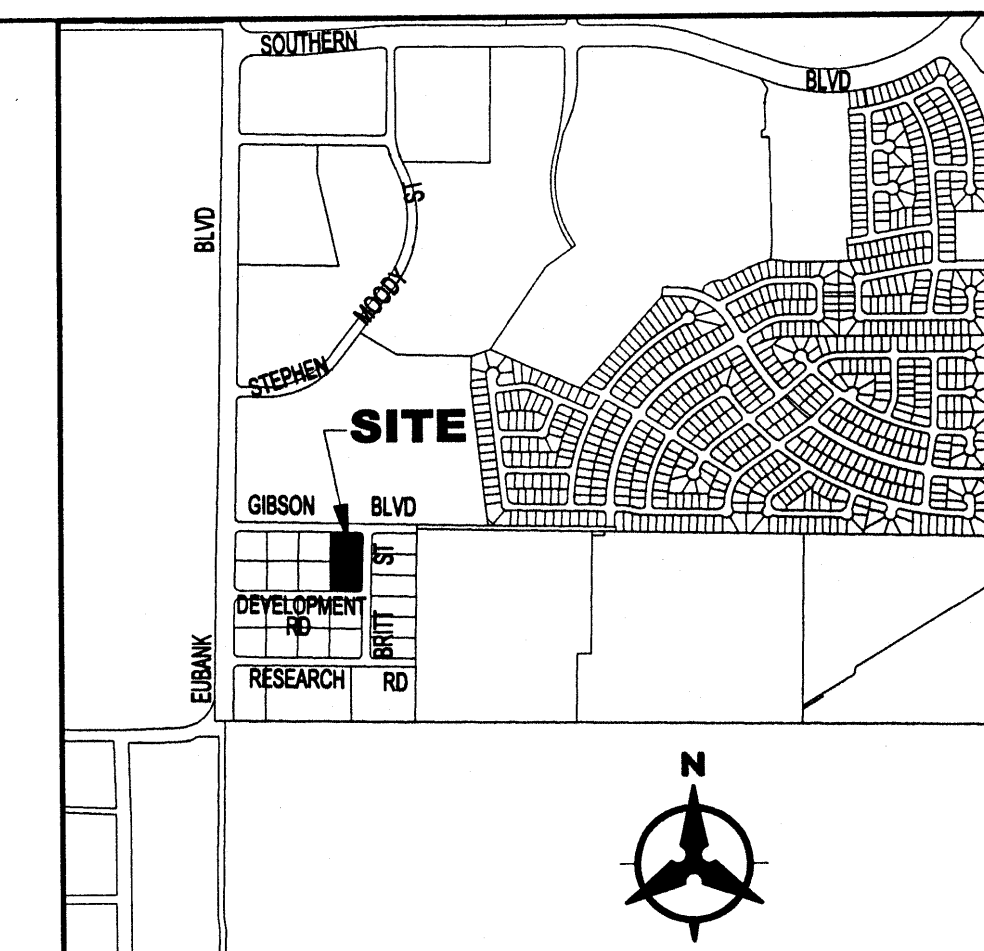 SOUTHERN
BLVD
ST
BLVD
MOODY
STEPHEN
SITE
GIBSON BLVD
ST
DEVELOPMENT
RD
BRITT
EUBANK
RESEARCH RD
N